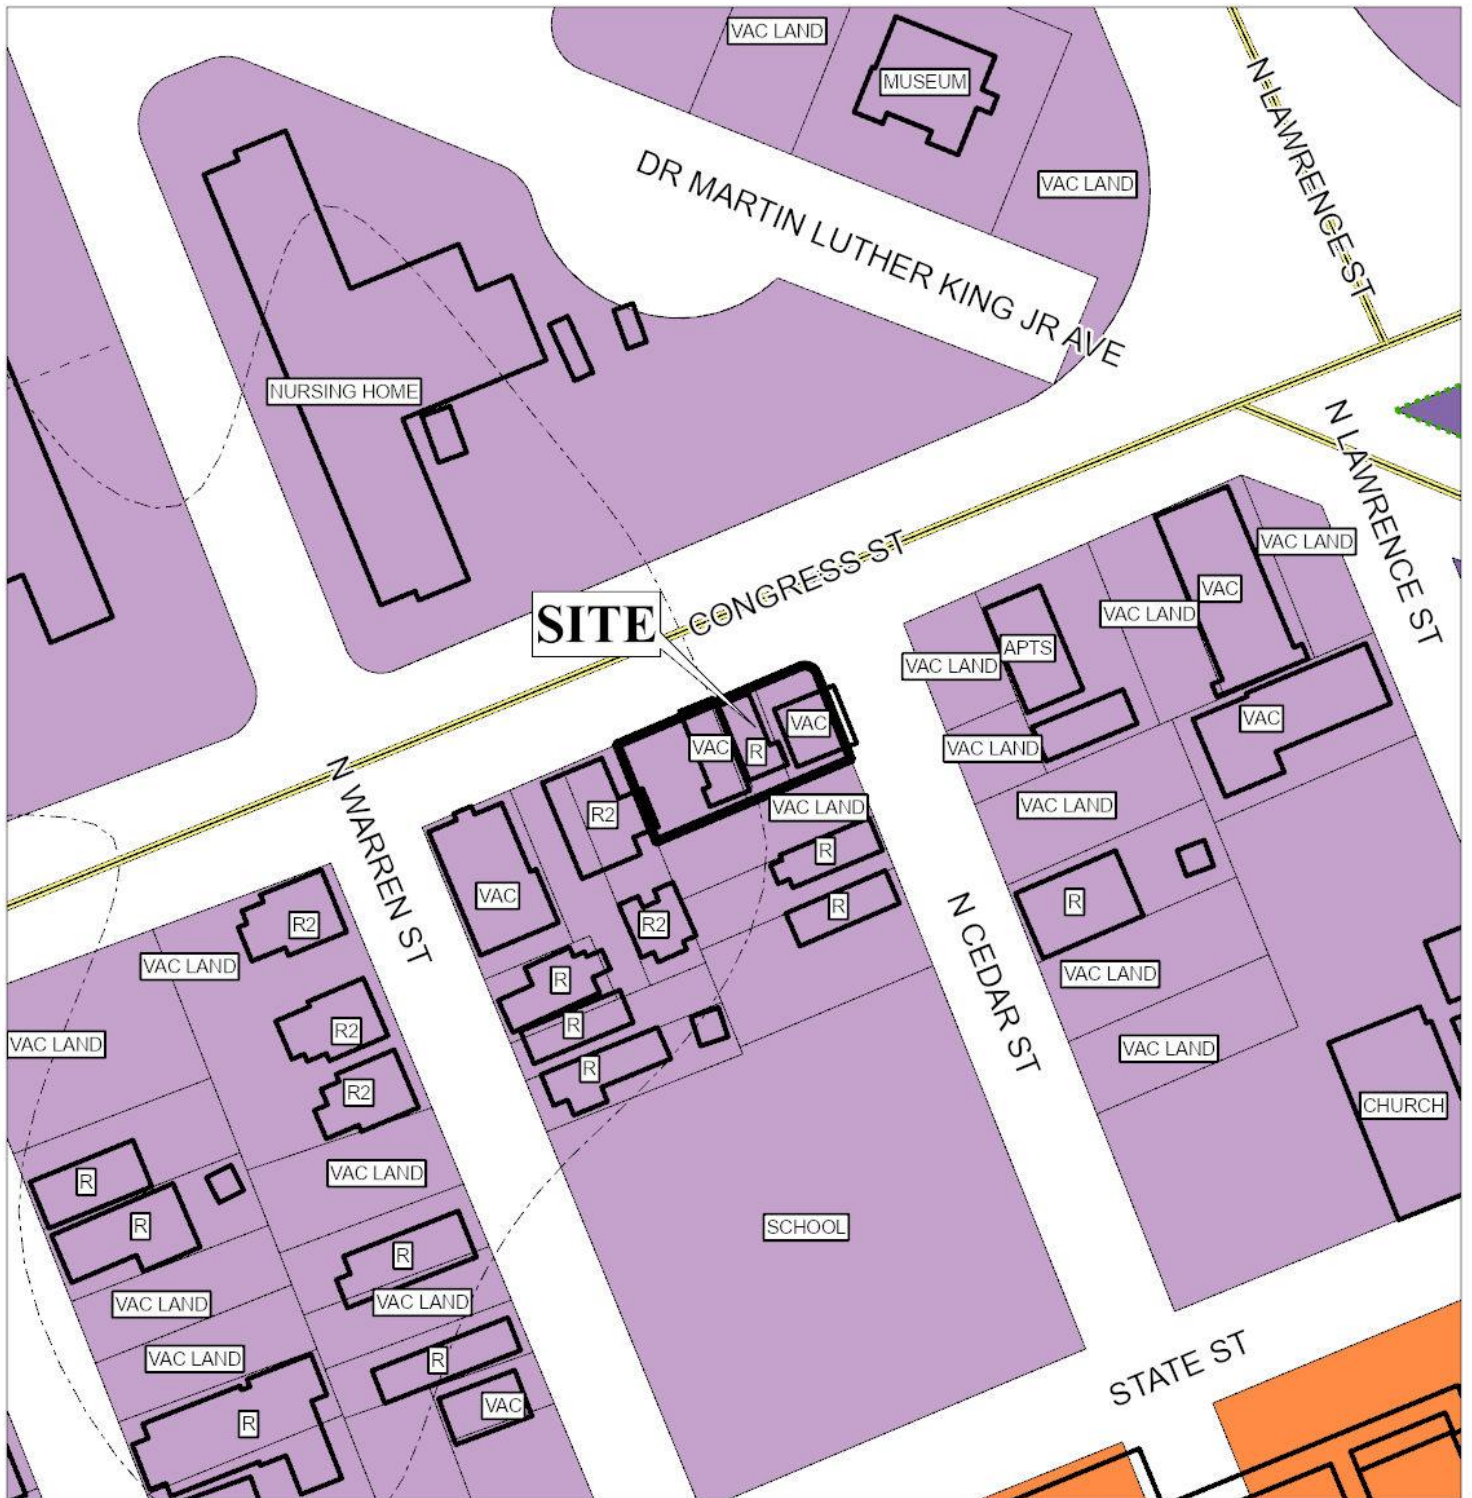 VAC LAND
MUSEUM
N LAWRENCE ST
DR MARTIN LUTHER KING JR AVE
VAC LAND
NURSING HOME
N LAWRENCE ST
CONGRESS ST
SITE
VAC LAND
VAC
VAC LAND
APTS
VAC LAND
VAC
VAC LAND
VAC
R
VAC
N WARREN ST
R2
VAC LAND
VAC LAND
R
VAC
R
R
R2
R2
N CEDAR ST
VAC LAND
VAC LAND
R
R
R2
VAC LAND
R
VAC LAND
R2
CHURCH
VAC LAND
R
R
SCHOOL
R
VAC LAND
VAC LAND
VAC LAND
R
STATE ST
VAC
R